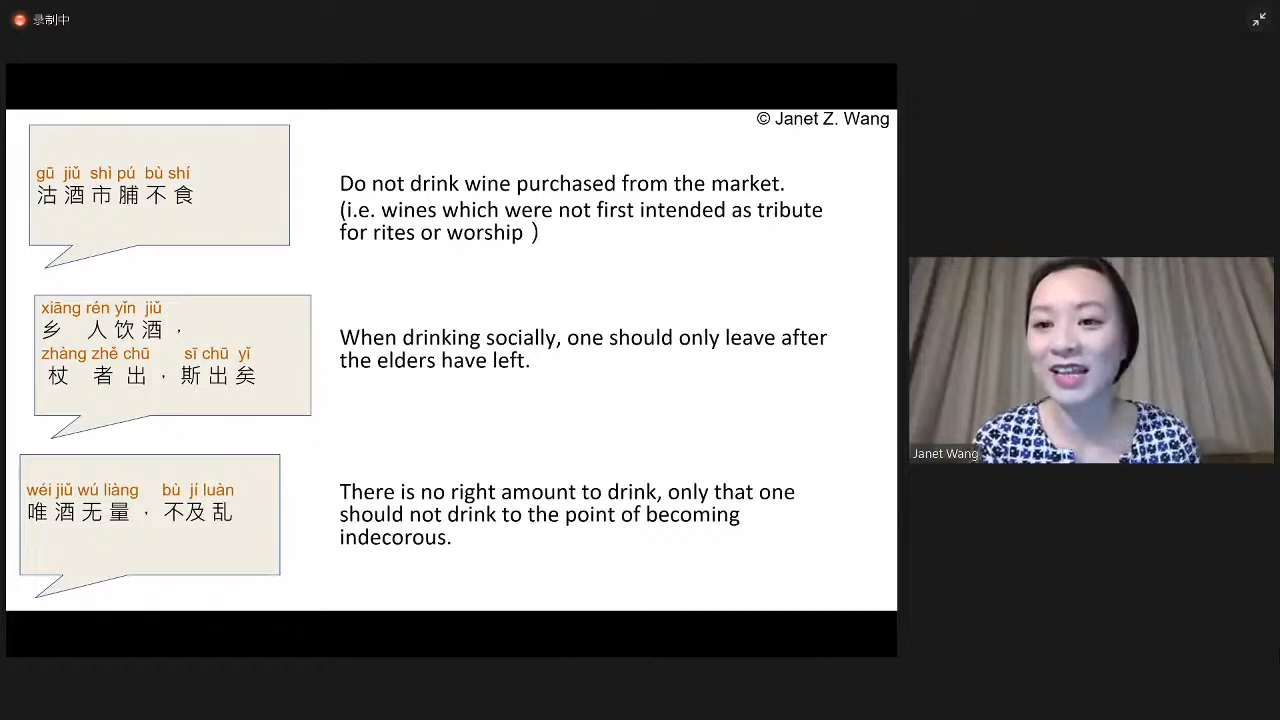 录制中
© Janet Z. Wang
gū jiǔ shì pú bù shí
沽酒市脯不食
Do not drink wine purchased from the market.
(i.e. wines which were not first intended as tribute
for rites or worship )
xiāng rén yǐn jiǔ
乡 人饮酒，
zhàng zhě chū sī chū yǐ
杖 者出，斯出矣
When drinking socially, one should only leave after
the elders have left.
wéi jiǔ wú liàng bù jí luàn
唯酒无量，不及乱
There is no right amount to drink, only that one
should not drink to the point of becoming
indecorous.
Janet Wang